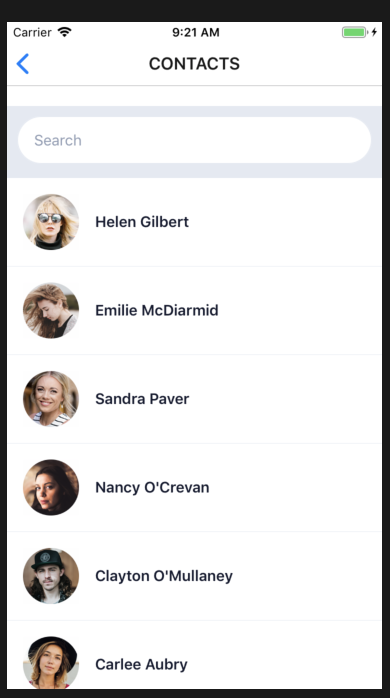 Carrier 9:21 AM
CONTACTS
Search
Helen Gilbert
Emilie McDiarmid
Sandra Paver
Nancy O'Crevan
Clayton O'Mullaney
Carlee Aubry